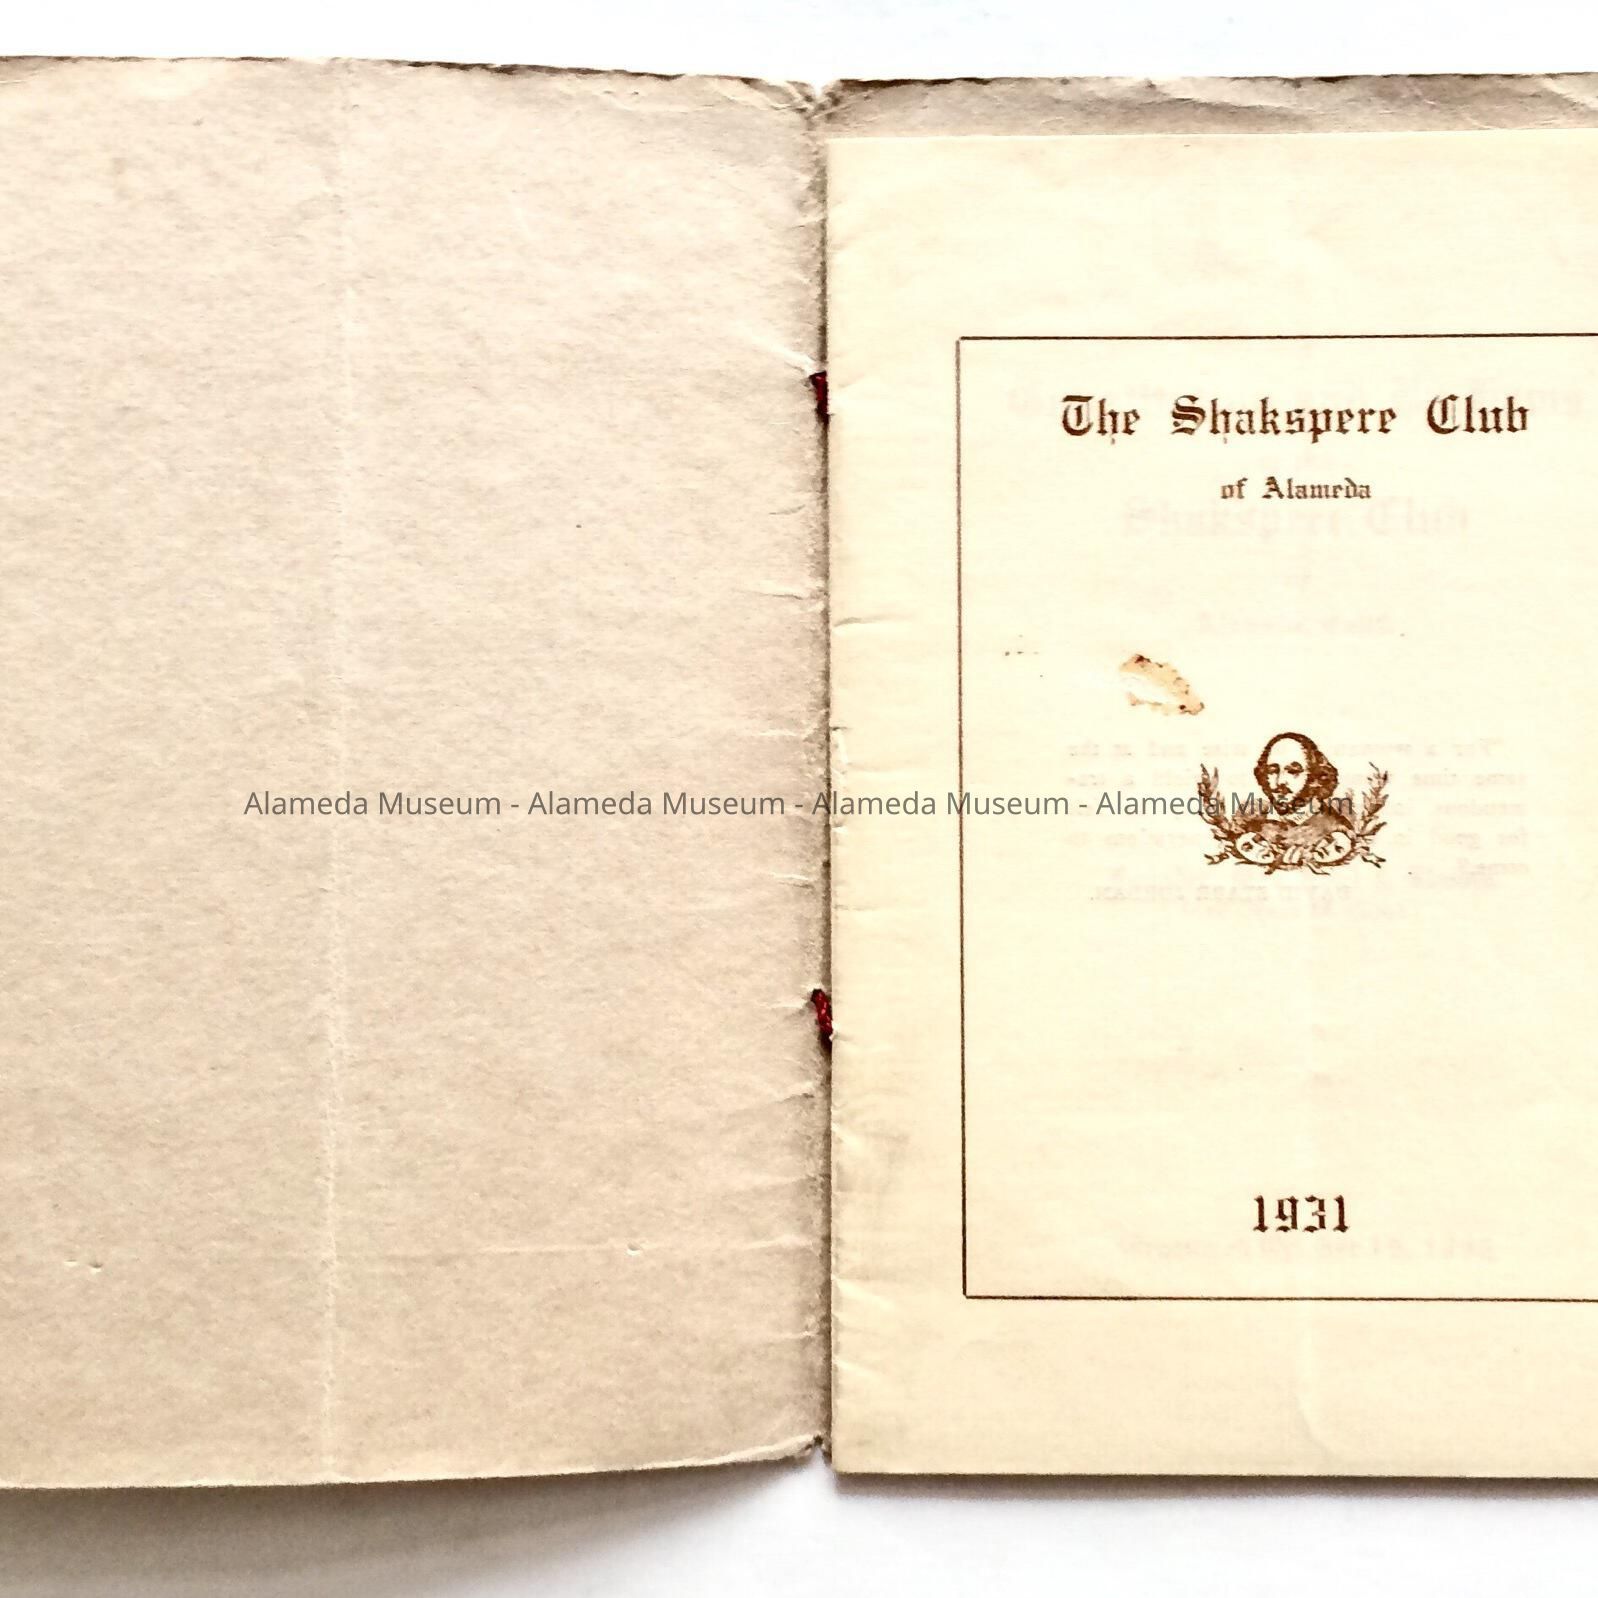 The Shakspere Club
of Alameda
Alameda Museum - Alameda Museum - Alameda Museum - Alameda Museum
1931